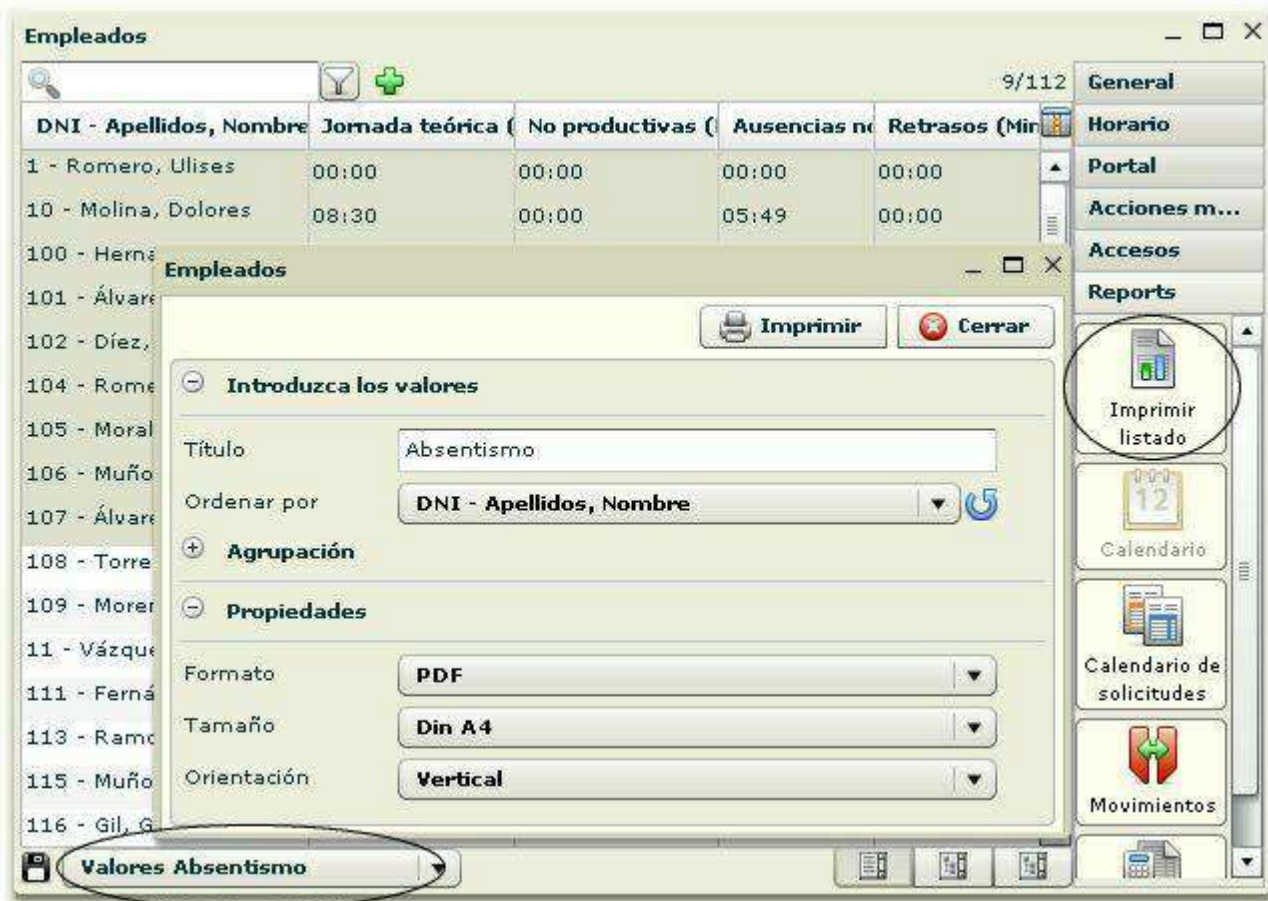 Empleados
9/112
DNI - Apellidos, Nombre Jornada teórica ( No productivas ( Ausencias no Retrasos (Min
1 - Romero, Ulises 00:00 00:00 00:00 00:00
10 - Molina, Dolores 08:30 00:00 05:49 00:00
100 - Herna
101 - Álvare
102 - Díez,
104 - Rome
105 - Moral
106 - Muño
107 - Álvare
108 - Torre
109 - Morer
11 - Vázque
111 - Ferná
113 - Ramo
115 - Muño
116 - Gil, G
Valores Absentismo
Empleados
Imprimir Cerrar
Introduzca los valores
Título Absentismo
Ordenar por DNI - Apellidos, Nombre
Agrupación
Propiedades
Formato PDF
Tamaño Din A4
Orientación Vertical
General
Horario
Portal
Acciones m...
Accesos
Reports
Imprimir
listado
12
Calendario
Calendario de
solicitudes
Movimientos